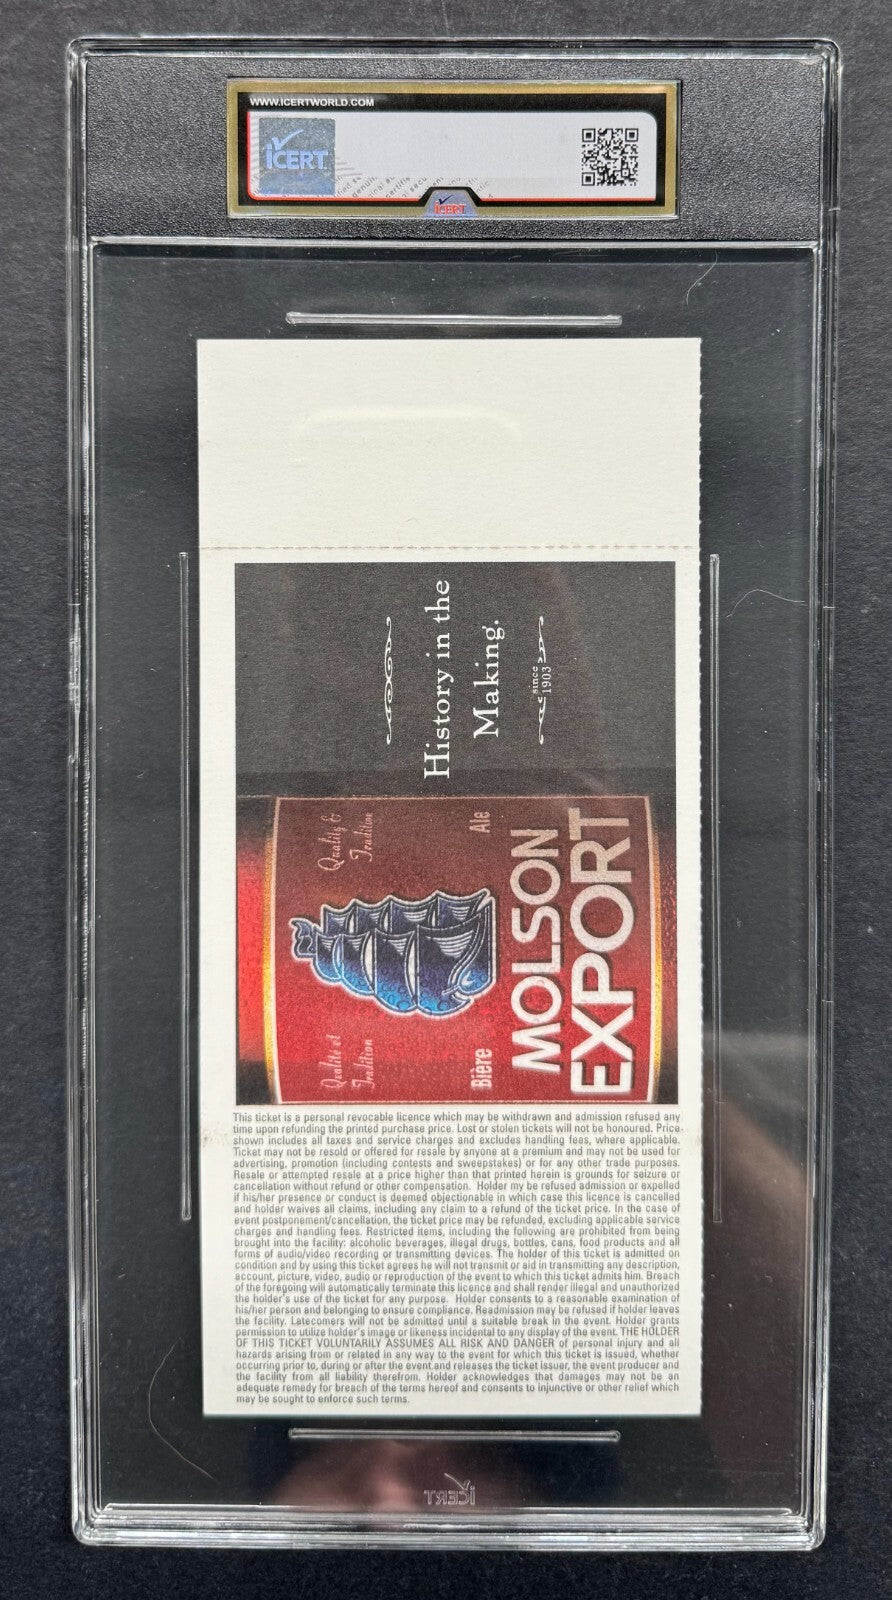 WWW.ICERTWORLD.COM
iCERT
iCERT
History in the
Making.
since
1903
Quality &
Tradition
Ale
Qualité et
Tradition
Bière
MOLSON
EXPORT
This ticket is a personal revocable licence which may be withdrawn and admission refused any
time upon refunding the printed purchase price. Lost or stolen tickets will not be honoured. Price
shown includes all taxes and service charges and excludes handling fees, where applicable.
Ticket may not be resold or offered for resale by anyone at a premium and may not be used for
advertising, promotion (including contests and sweepstakes) or for any other trade purposes.
Resale or attempted resale at a price higher than that printed herein is grounds for seizure or
cancellation without refund or other compensation. Holder my be refused admission or expelled
if his/her presence or conduct is deemed objectionable in which case this licence is cancelled
and holder waives all claims, including any claim to a refund of the ticket price. In the case of
event postponement/cancellation, the ticket price may be refunded, excluding applicable service
charges and handling fees. Restricted items, including the following are prohibited from being
brought into the facility: alcoholic beverages, illegal drugs, bottles, cans, food products and all
forms of audio/video recording or transmitting devices. The holder of this ticket is admitted on
condition and by using this ticket agrees he will not transmit or aid in transmitting any description,
account, picture, video, audio or reproduction of the event to which this ticket admits him. Breach
of the foregoing will automatically terminate this licence and shall render illegal and unauthorized
the holder's use of the ticket for any purpose. Holder consents to a reasonable examination of
his/her person and belonging to ensure compliance. Readmission may be refused if holder leaves
the facility. Latecomers will not be admitted until a suitable break in the event. Holder grants
permission to utilize holder's image or likeness incidental to any display of the event. THE HOLDER
OF THIS TICKET VOLUNTARILY ASSUMES ALL RISK AND DANGER of personal injury and all
hazards arising from or related in any way to the event for which this ticket is issued, whether
occurring prior to, during or after the event and releases the ticket issuer, the event producer and
the facility from all liability therefrom. Holder acknowledges that damages may not be an
adequate remedy for breach of the terms hereof and consents to injunctive or other relief which
may be sought to enforce such terms.
iCERT